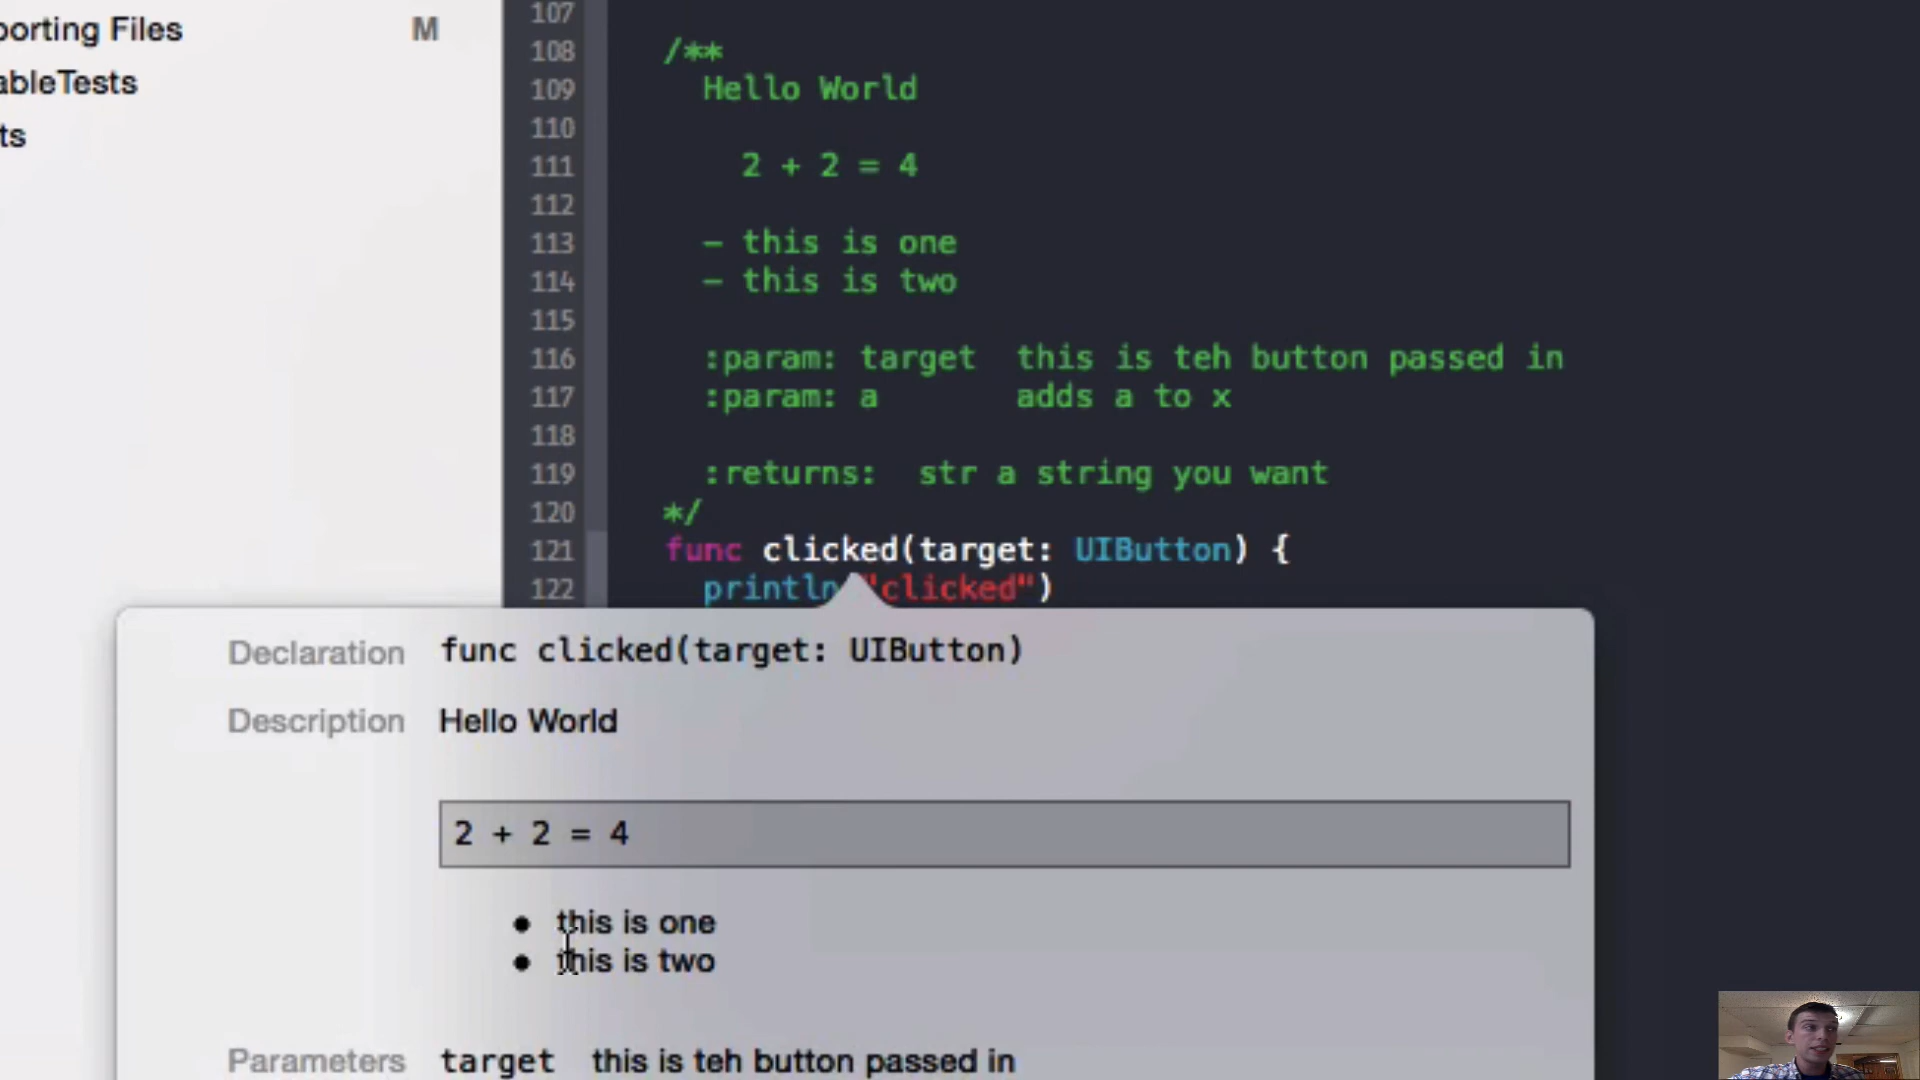 porting Files M
ableTests
ts
107
108 /**
109 Hello World
110
111 2 + 2 = 4
112
113 - this is one
114 - this is two
115
116 :param: target this is teh button passed in
117 :param: a adds a to x
118
119 :returns: str a string you want
120 */
121 func clicked(target: UIButton) {
122 println "clicked")
Declaration func clicked(target: UIButton)
Description Hello World
2 + 2 = 4
• this is one
• this is two
Parameters target this is teh button passed in